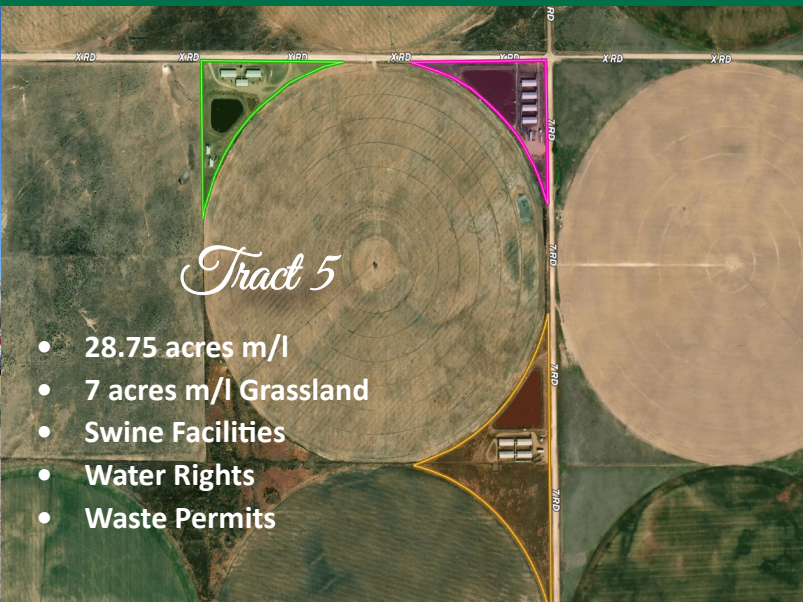 RD
X RD X RD X RD X RD X RD X RD X RD
7 RD
7 RD
Tract 5
• 28.75 acres m/l
• 7 acres m/l Grassland
7 RD
• Swine Facilities
• Water Rights
7 RD
• Waste Permits